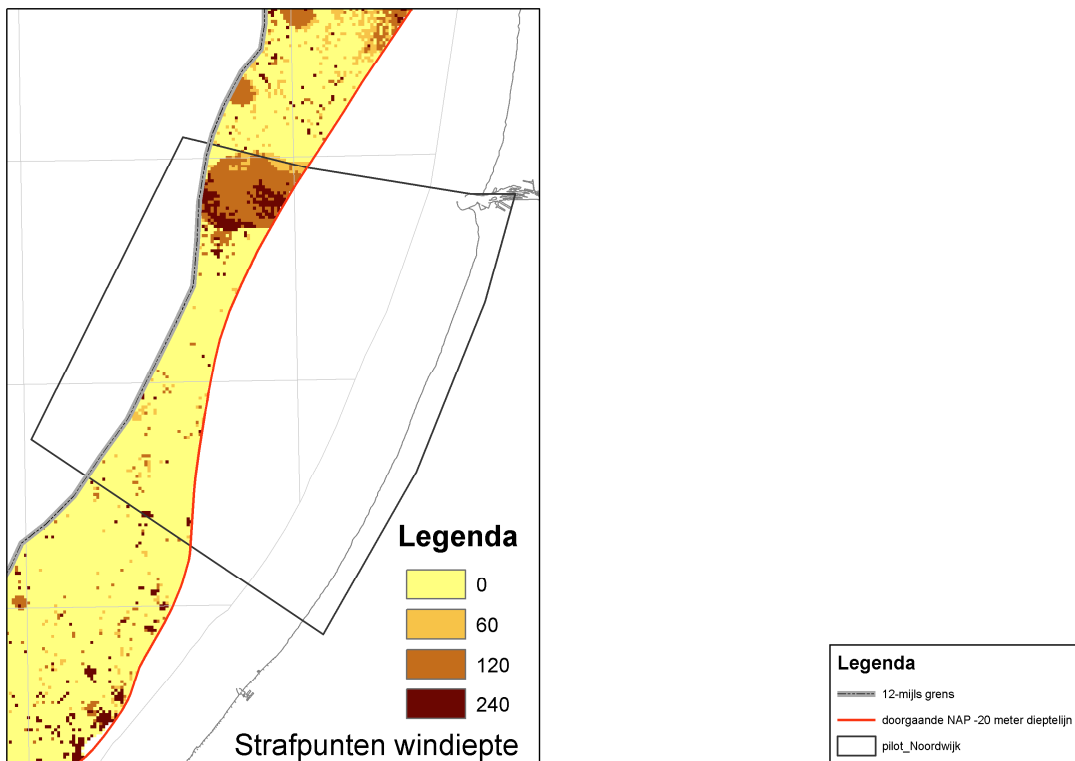 Legenda
0
60
120
240
Strafpunten windiepte
Legenda
12-mijls grens
doorgaande NAP -20 meter dieptelijn
pilot_Noordwijk